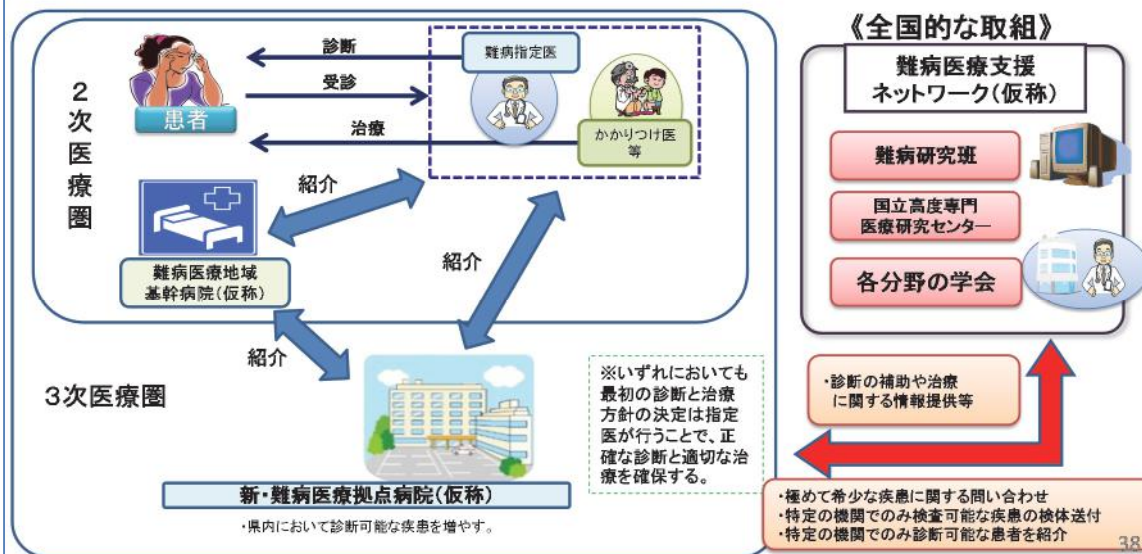 2次医療圏
患者
診断
受診
治療
難病指定医
かかりつけ医
等
紹介
難病医療地域
基幹病院(仮称)
紹介
紹介
3次医療圏
新・難病医療拠点病院(仮称)
・県内において診断可能な疾患を増やす。
※いずれにおいても
最初の診断と治療
方針の決定は指定
医が行うことで、正
確な診断と適切な治
療を確保する。
《全国的な取組》
難病医療支援
ネットワーク(仮称)
難病研究班
国立高度専門
医療研究センター
各分野の学会
・診断の補助や治療
に関する情報提供等
・極めて希少な疾患に関する問い合わせ
・特定の機関でのみ検査可能な疾患の検体送付
・特定の機関でのみ診断可能な患者を紹介
38